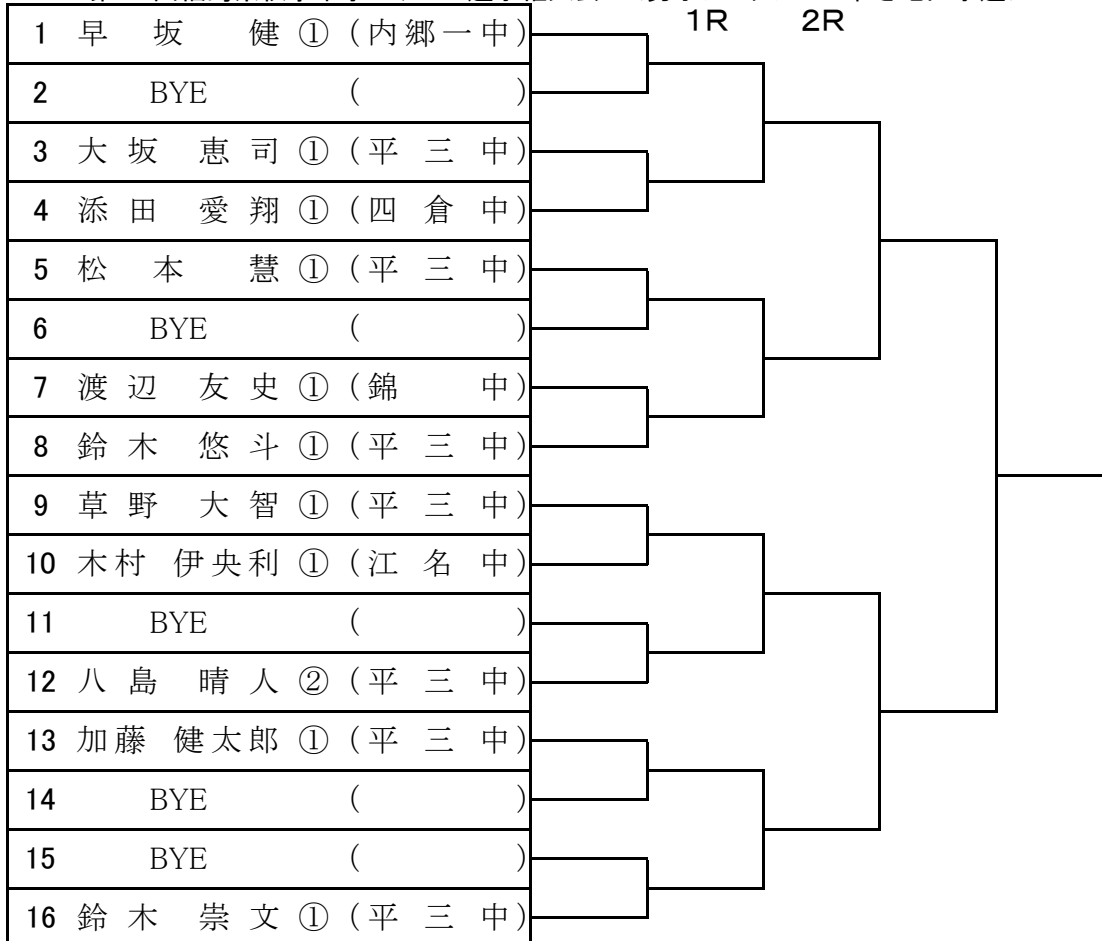 1R 2R
1 早 坂 健 ① (内郷一中)
2 BYE ( )
3 大 坂 恵 司 ① (平 三 中)
4 添 田 愛 翔 ① (四 倉 中)
5 松 本 慧 ① (平 三 中)
6 BYE ( )
7 渡 辺 友 史 ① (錦 中)
8 鈴 木 悠 斗 ① (平 三 中)
9 草 野 大 智 ① (平 三 中)
10 木村 伊央利 ① (江 名 中)
11 BYE ( )
12 八 島 晴 人 ② (平 三 中)
13 加藤 健太郎 ① (平 三 中)
14 BYE ( )
15 BYE ( )
16 鈴 木 崇 文 ① (平 三 中)